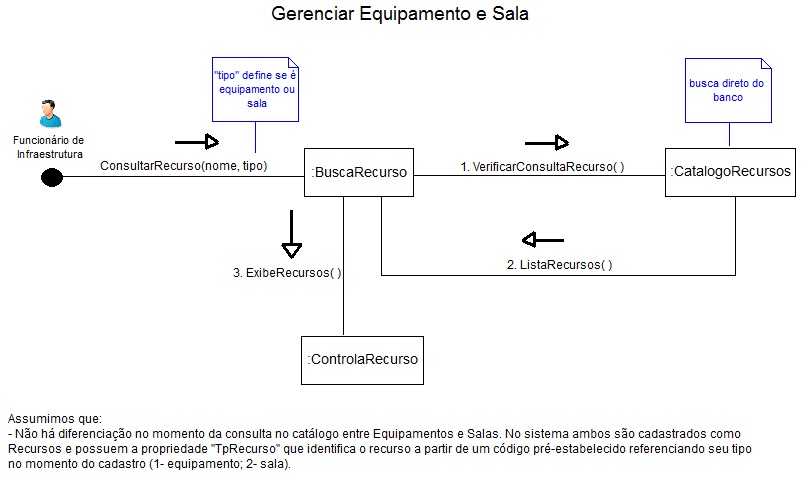 Gerenciar Equipamento e Sala
"tipo" define se é
equipamento ou
sala
busca direto do
banco
Funcionário de
Infraestrutura
ConsultarRecurso(nome, tipo)
:BuscaRecurso
1. VerificarConsultaRecurso( )
:CatalogoRecursos
2. ListaRecursos( )
3. ExibeRecursos( )
:ControlaRecurso
Assumimos que:
- Não há diferenciação no momento da consulta no catálogo entre Equipamentos e Salas. No sistema ambos são cadastrados como
Recursos e possuem a propriedade "TpRecurso" que identifica o recurso a partir de um código pré-estabelecido referenciando seu tipo
no momento do cadastro (1- equipamento; 2- sala).